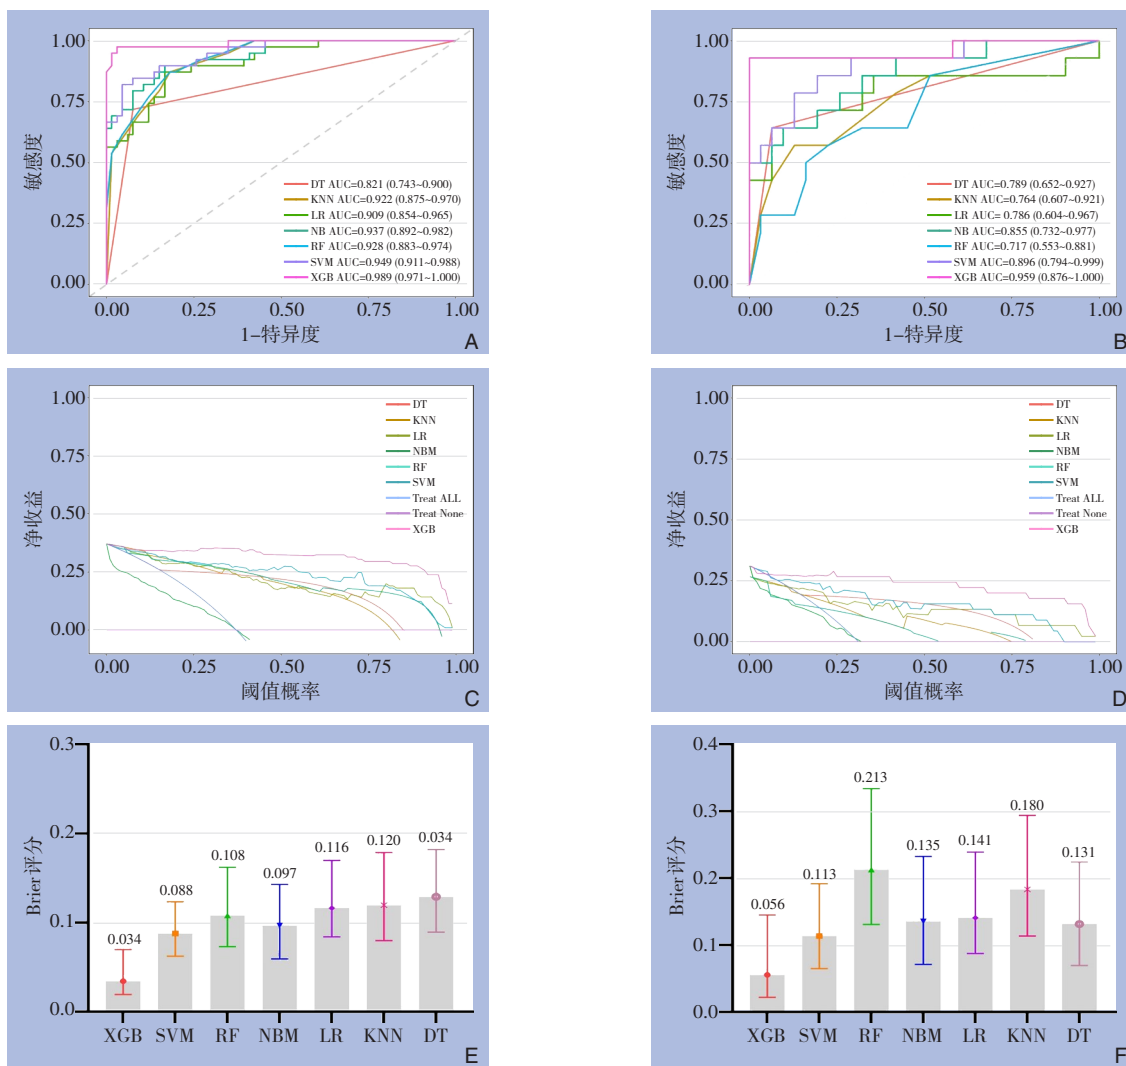 1.00
0.75
0.50
0.25
0.00
敏感度
DT AUC=0.821 (0.743~0.900)
KNN AUC=0.922 (0.875~0.970)
LR AUC=0.909 (0.854~0.965)
NB AUC=0.937 (0.892~0.982)
RF AUC=0.928 (0.883~0.974)
SVM AUC=0.949 (0.911~0.988)
XGB AUC=0.989 (0.971~1.000)
0.00 0.25 0.50 0.75 1.00
1-特异度
A
1.00
0.75
0.50
0.25
0.00
敏感度
DT AUC=0.789 (0.652~0.927)
KNN AUC=0.764 (0.607~0.921)
LR AUC= 0.786 (0.604~0.967)
NB AUC=0.855 (0.732~0.977)
RF AUC=0.717 (0.553~0.881)
SVM AUC=0.896 (0.794~0.999)
XGB AUC=0.959 (0.876~1.000)
0.00 0.25 0.50 0.75 1.00
1-特异度
B
1.00
0.75
0.50
0.25
0.00
净收益
DT
KNN
LR
NBM
RF
SVM
Treat ALL
Treat None
XGB
0.00 0.25 0.50 0.75 1.00
阈值概率
C
1.00
0.75
0.50
0.25
0.00
净收益
DT
KNN
LR
NBM
RF
SVM
Treat ALL
Treat None
XGB
0.00 0.25 0.50 0.75 1.00
阈值概率
D
0.3
0.2
0.1
0.0
Brier评分
0.034 0.088 0.108 0.097 0.116 0.120 0.034
XGB SVM RF NBM LR KNN DT
E
0.4
0.3
0.2
0.1
0.0
Brier评分
0.056 0.113 0.213 0.135 0.141 0.180 0.131
XGB SVM RF NBM LR KNN DT
F